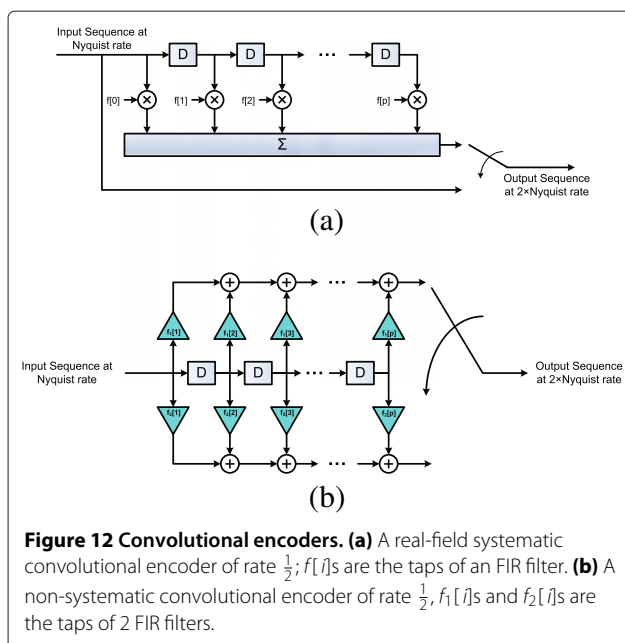 Input Sequence at
Nyquist rate
D
D
...
D
f[0]
f[1]
f[2]
f[p]
Σ
Output Sequence
at 2×Nyquist rate
(a)
f₁[1]
f₁[2]
f₁[3]
...
f₁[p]
Input Sequence at
Nyquist rate
D
D
...
D
Output Sequence
at 2×Nyquist rate
f₂[1]
f₂[2]
f₂[3]
f₂[p]
...
(b)
Figure 12 Convolutional encoders. (a) A real-field systematic
convolutional encoder of rate 1/2; f[i]s are the taps of an FIR filter. (b) A
non-systematic convolutional encoder of rate 1/2, f₁[i]s and f₂[i]s are
the taps of 2 FIR filters.